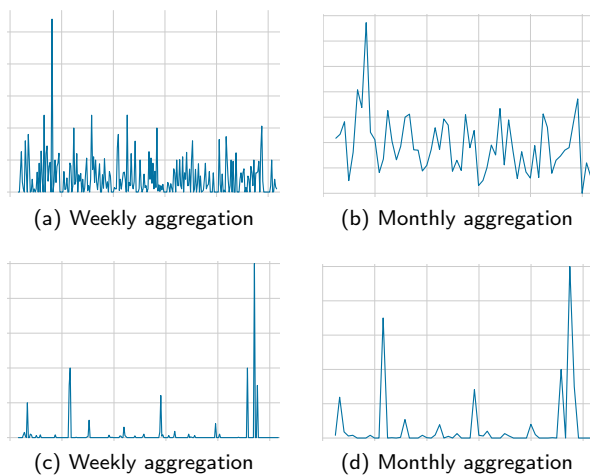 (a) Weekly aggregation
(b) Monthly aggregation
(c) Weekly aggregation
(d) Monthly aggregation